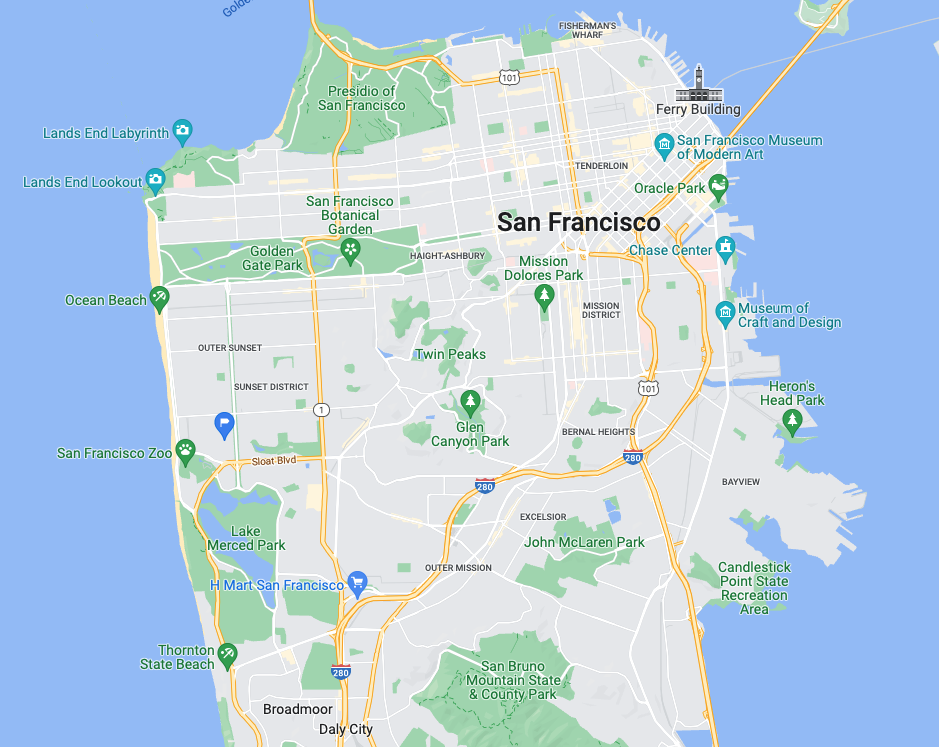 Golde
FISHERMAN'S
WHARF
101
Presidio of
San Francisco
Ferry Building
Lands End Labyrinth
San Francisco Museum
of Modern Art
TENDERLOIN
Lands End Lookout
Oracle Park
San Francisco
Botanical
Garden
San Francisco
Golden
Gate Park
HAIGHT-ASHBURY
Chase Center
Mission
Dolores Park
Ocean Beach
MISSION
DISTRICT
Museum of
Craft and Design
OUTER SUNSET
Twin Peaks
SUNSET DISTRICT
101
Heron's
Head Park
1
Glen
Canyon Park
BERNAL HEIGHTS
San Francisco Zoo
Sloat Blvd
280
280
BAYVIEW
EXCELSIOR
Lake
Merced Park
John McLaren Park
OUTER MISSION
Candlestick
Point State
Recreation
Area
H Mart San Francisco
Thornton
State Beach
280
San Bruno
Mountain State
& County Park
Broadmoor
Daly City